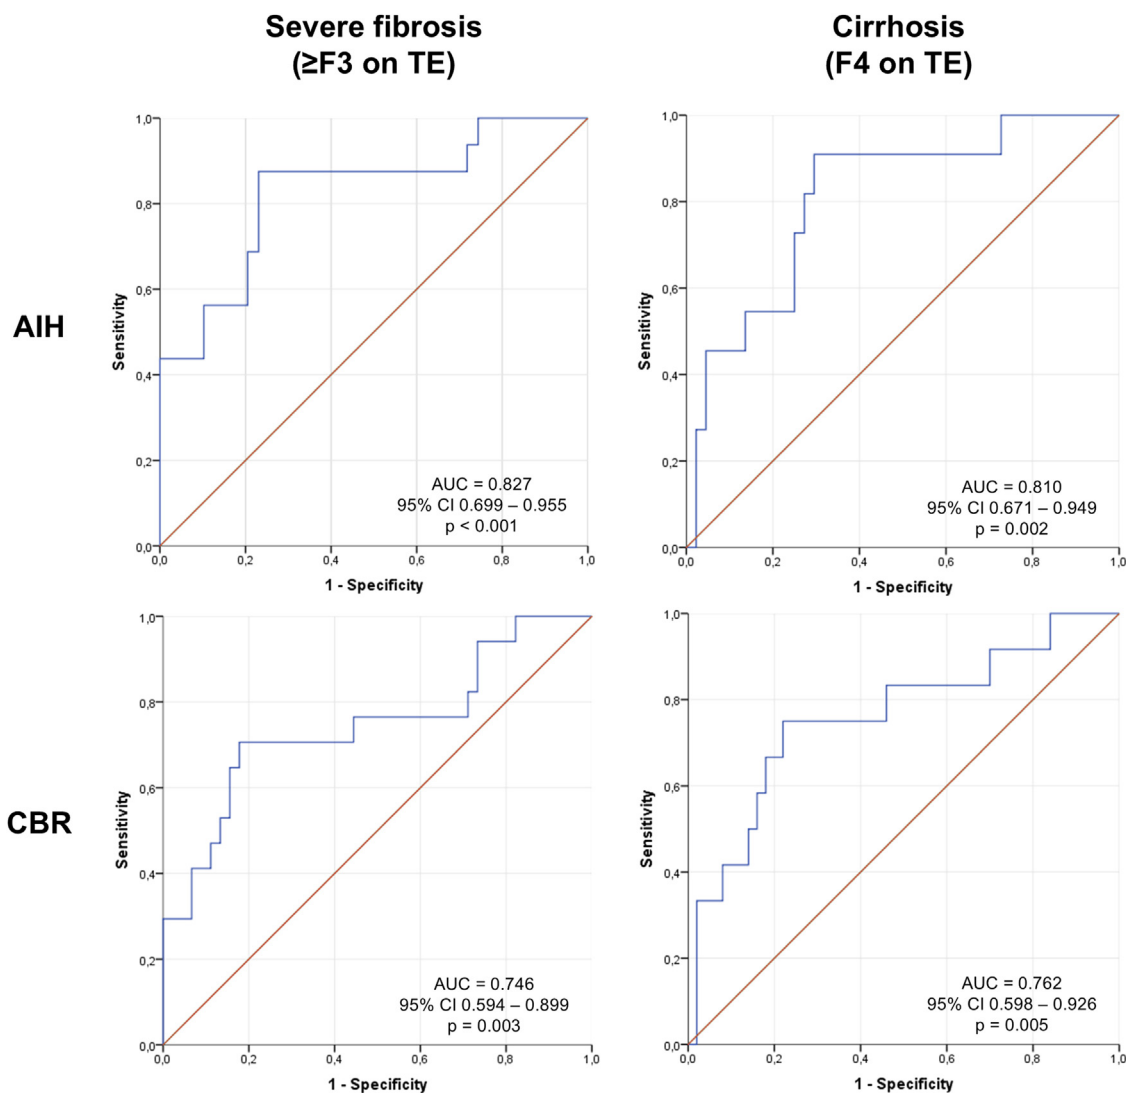 Severe fibrosis
(≥F3 on TE)
Cirrhosis
(F4 on TE)
AIH
Sensitivity
1,0
0,8
0,6
0,4
0,2
0,0
AUC = 0.827
95% CI 0.699 – 0.955
p < 0.001
0,0 0,2 0,4 0,6 0,8 1,0
1 - Specificity
Sensitivity
1,0
0,8
0,6
0,4
0,2
0,0
AUC = 0.810
95% CI 0.671 – 0.949
p = 0.002
0,0 0,2 0,4 0,6 0,8 1,0
1 - Specificity
CBR
Sensitivity
1,0
0,8
0,6
0,4
0,2
0,0
AUC = 0.746
95% CI 0.594 – 0.899
p = 0.003
0,0 0,2 0,4 0,6 0,8 1,0
1 - Specificity
Sensitivity
1,0
0,8
0,6
0,4
0,2
0,0
AUC = 0.762
95% CI 0.598 – 0.926
p = 0.005
0,0 0,2 0,4 0,6 0,8 1,0
1 - Specificity